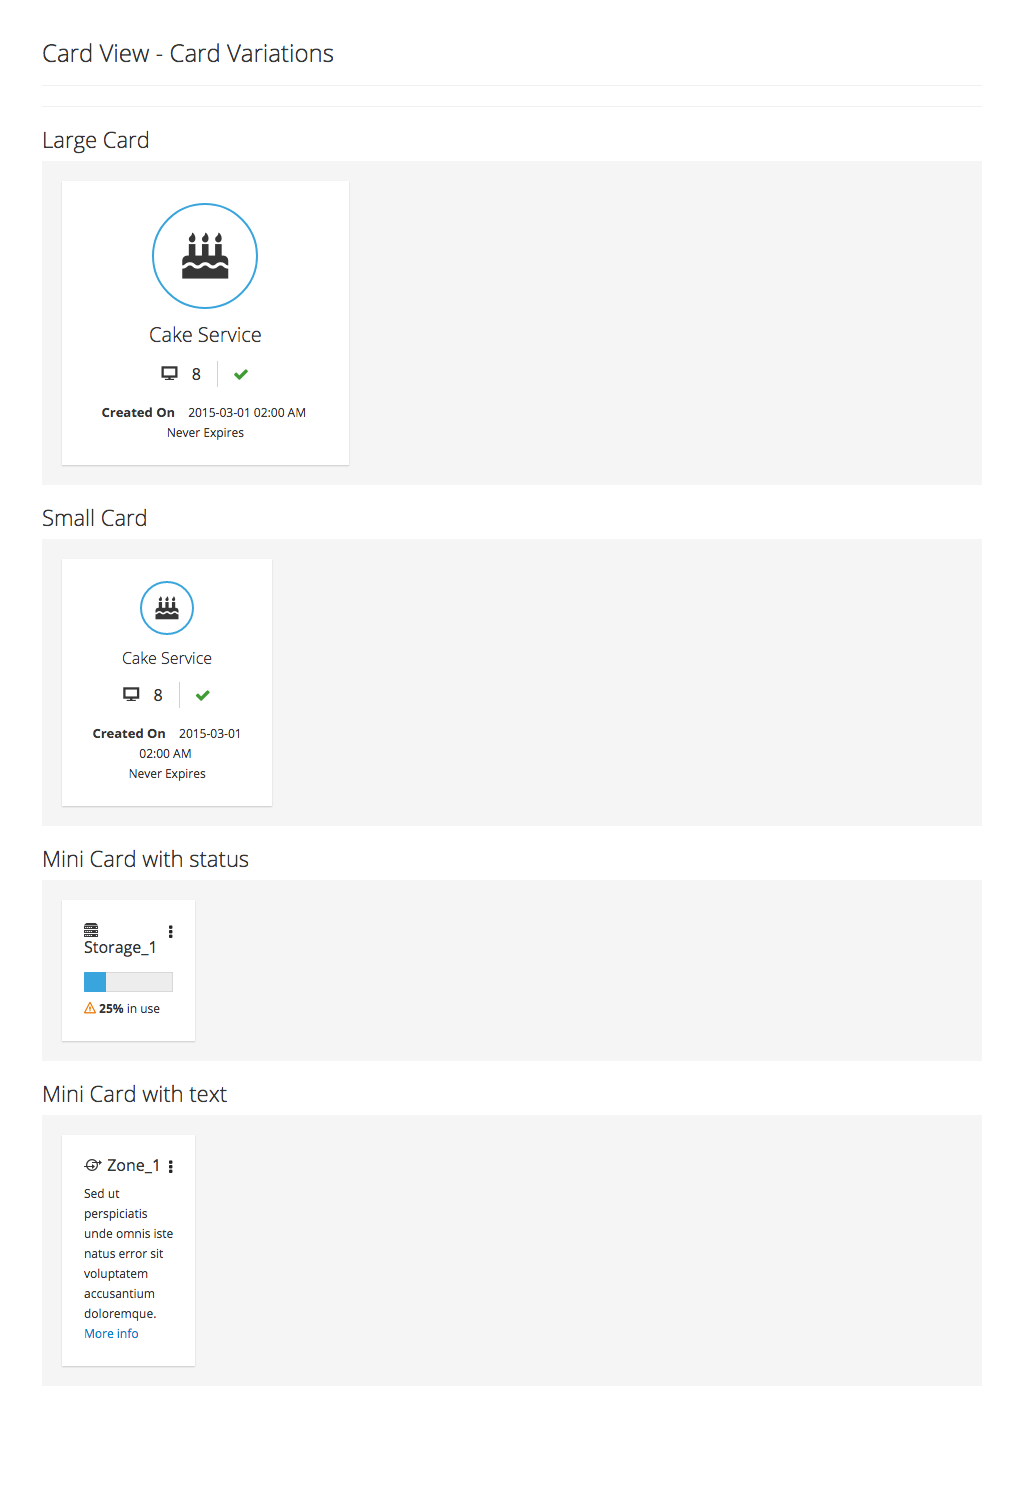 Card View - Card Variations
Large Card
Cake Service
8
Created On 2015-03-01 02:00 AM
Never Expires
Small Card
Cake Service
8
Created On 2015-03-01
02:00 AM
Never Expires
Mini Card with status
Storage_1
25% in use
Mini Card with text
Zone_1
Sed ut
perspiciatis
unde omnis iste
natus error sit
voluptatem
accusantium
doloremque.
More info